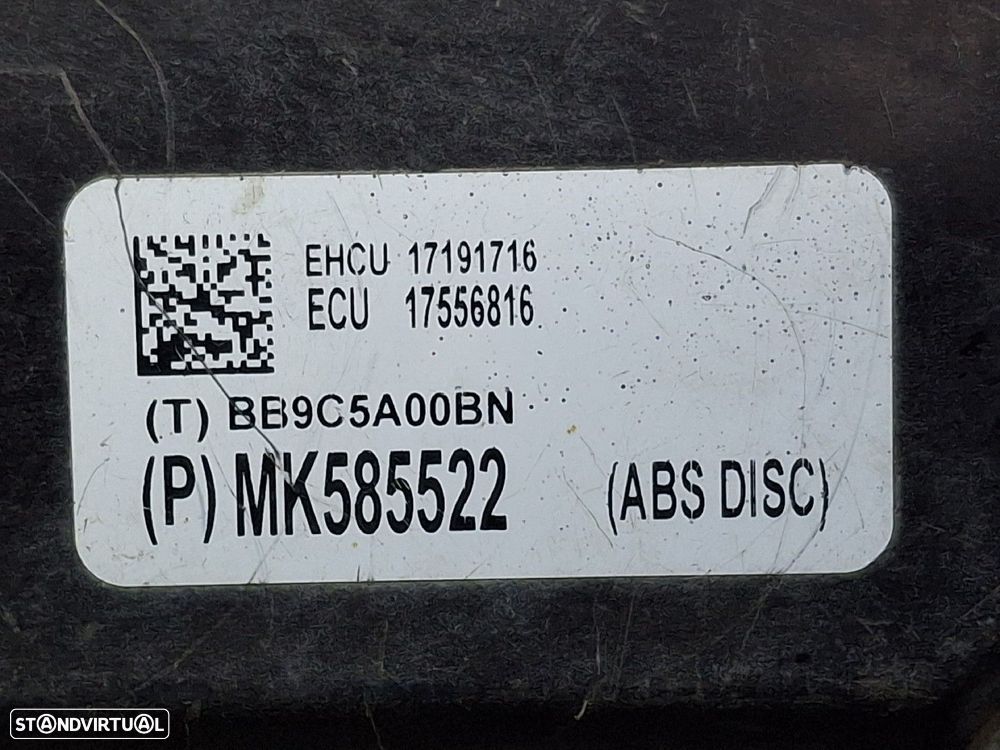 EHCU 17191716
ECU 17556816
(T) BB9C5A00BN
(P) MK585522 (ABS DISC)
STANDVIRTUAL